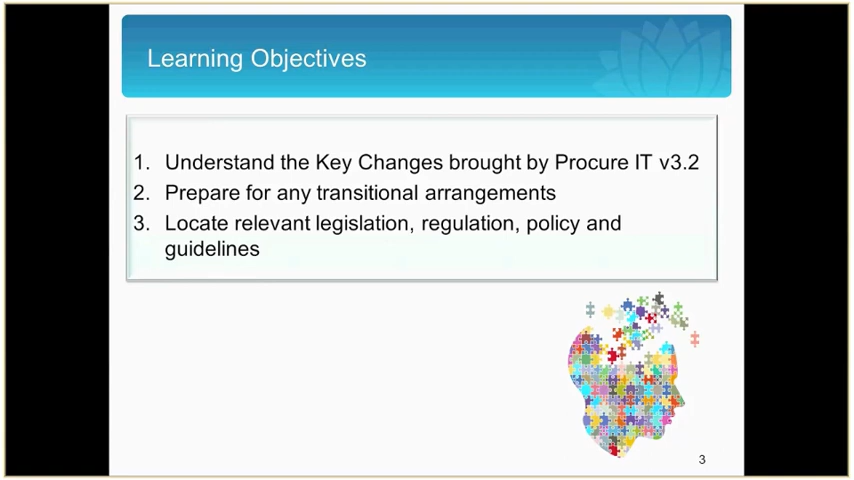 Learning Objectives
1. Understand the Key Changes brought by Procure IT v3.2
2. Prepare for any transitional arrangements
3. Locate relevant legislation, regulation, policy and
guidelines
3